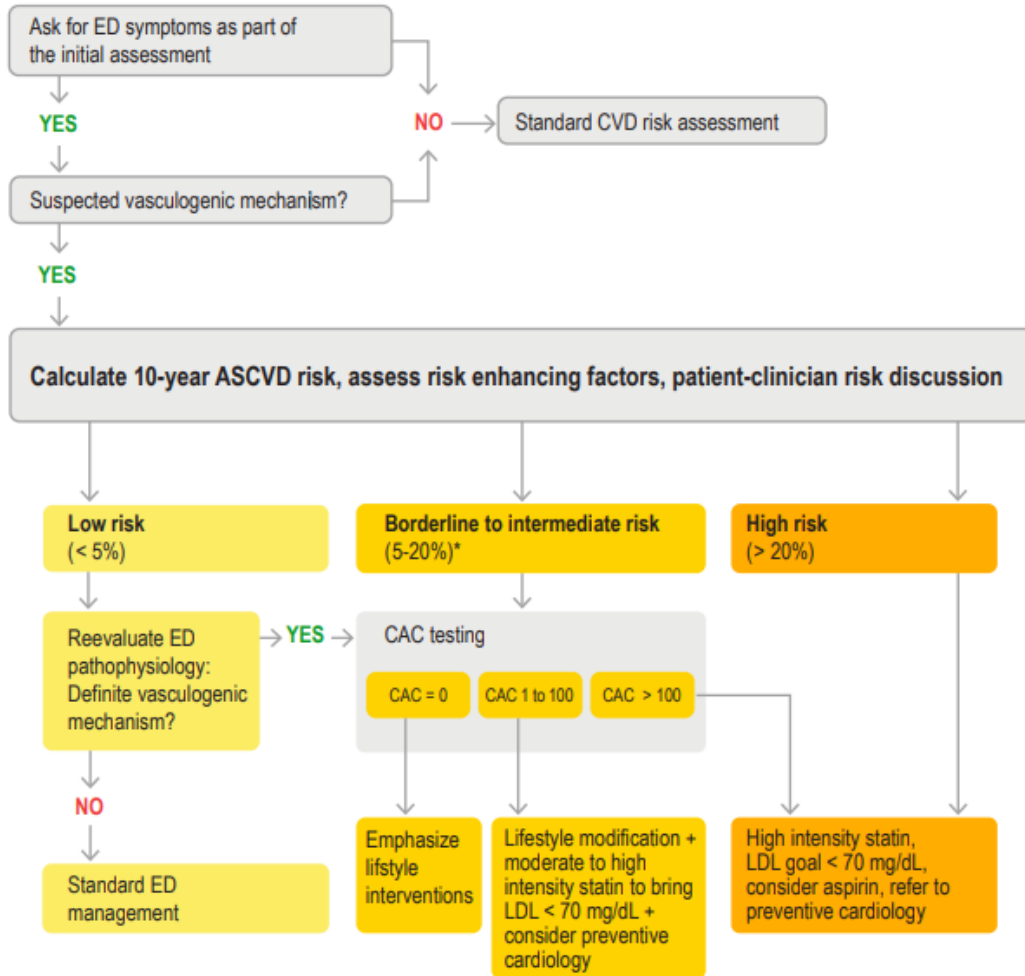 Ask for ED symptoms as part of
the initial assessment
YES
NO
Standard CVD risk assessment
Suspected vasculogenic mechanism?
YES
Calculate 10-year ASCVD risk, assess risk enhancing factors, patient-clinician risk discussion
Low risk
(< 5%)
Borderline to intermediate risk
(5-20%)*
High risk
(> 20%)
Reevaluate ED
pathophysiology:
Definite vasculogenic
mechanism?
YES
CAC testing
CAC = 0
CAC 1 to 100
CAC > 100
NO
Standard ED
management
Emphasize
lifstyle
interventions
Lifestyle modification +
moderate to high
intensity statin to bring
LDL < 70 mg/dL +
consider preventive
cardiology
High intensity statin,
LDL goal < 70 mg/dL,
consider aspirin, refer to
preventive cardiology